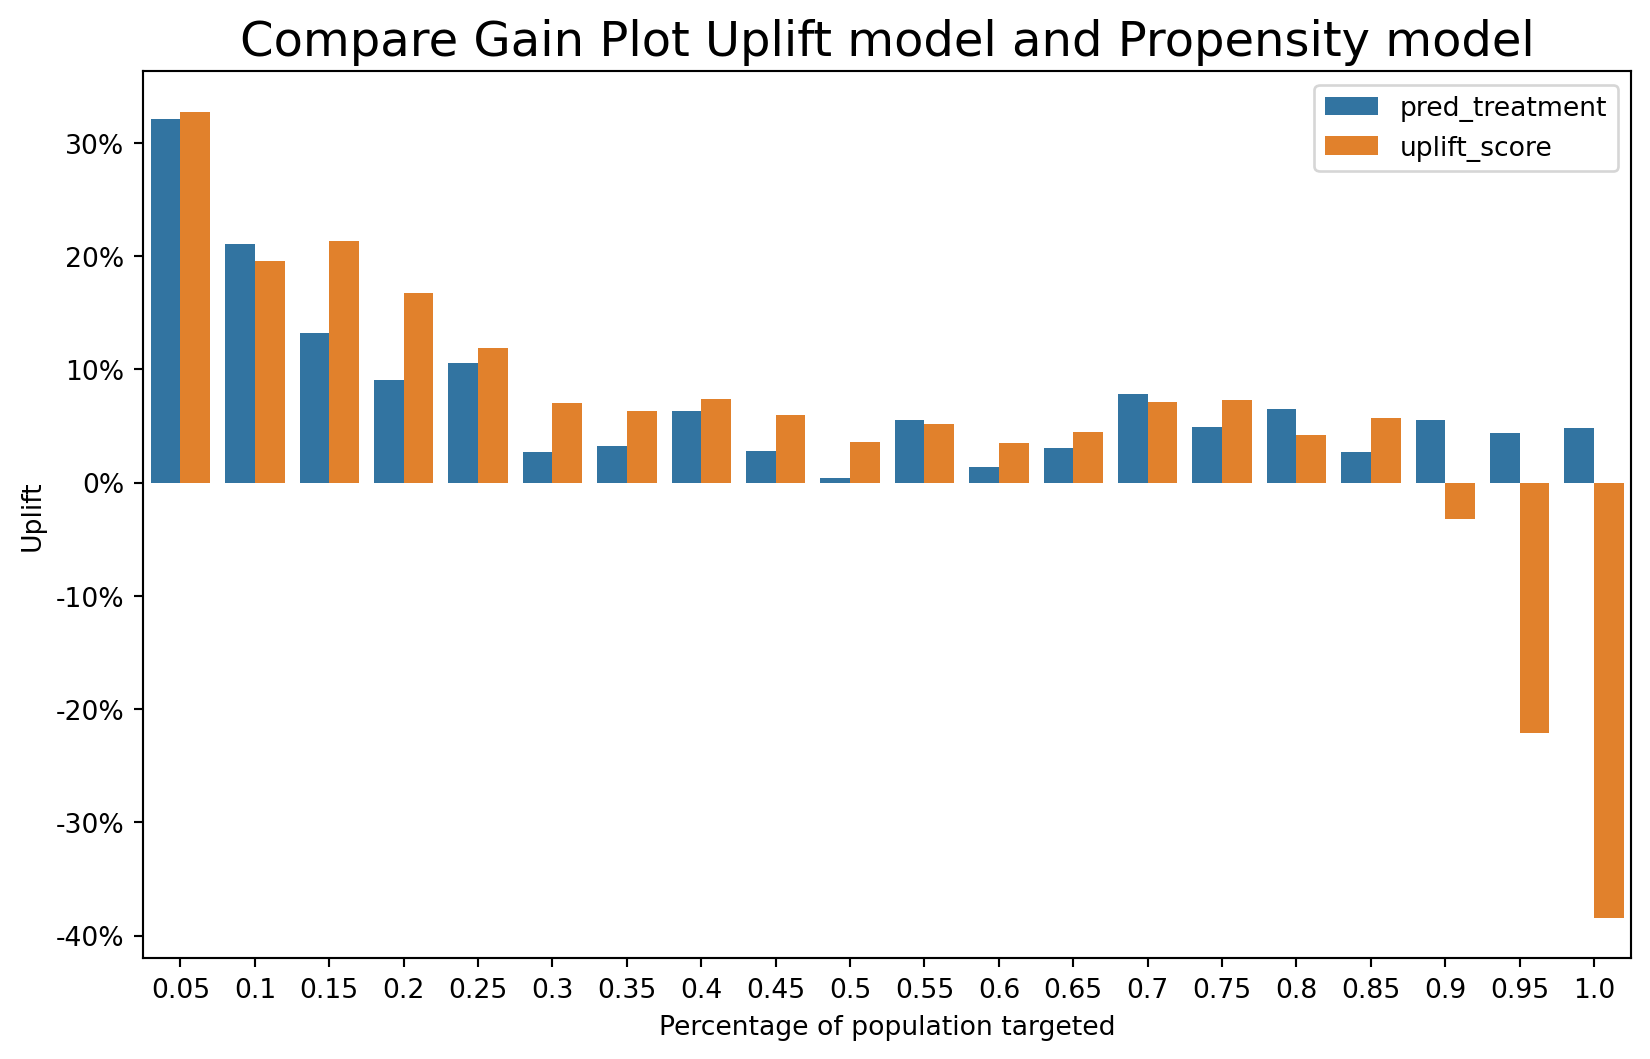 Compare Gain Plot Uplift model and Propensity model
pred_treatment
uplift_score
30%
20%
10%
0%
-10%
-20%
-30%
-40%
Uplift
0.05 0.1 0.15 0.2 0.25 0.3 0.35 0.4 0.45 0.5 0.55 0.6 0.65 0.7 0.75 0.8 0.85 0.9 0.95 1.0
Percentage of population targeted